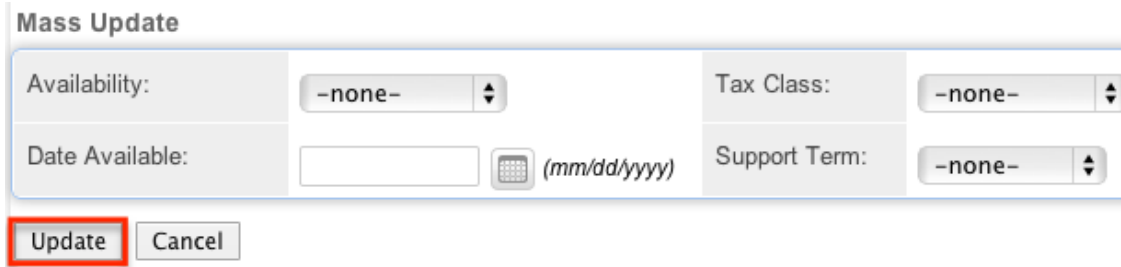 Mass Update
Availability: -none- Tax Class: -none-
Date Available: (mm/dd/yyyy) Support Term: -none-
Update Cancel